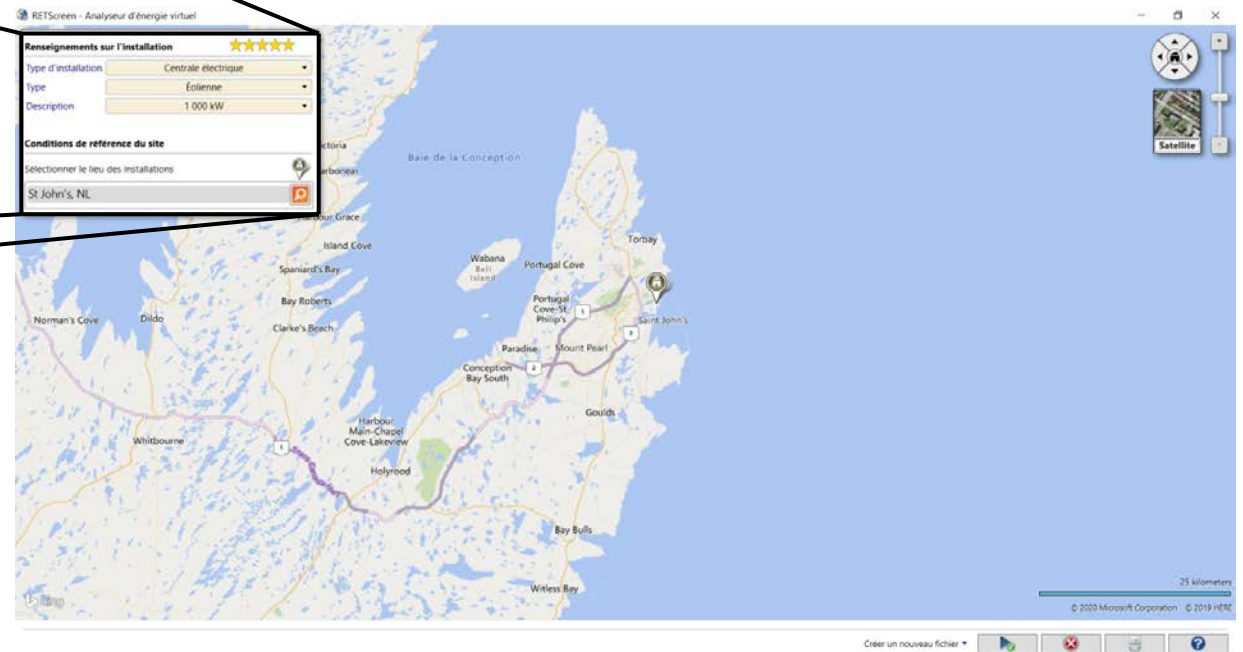 RETScreen - Analyseur d'énergie virtuel
Renseignements sur l'installation
Type d'installation Centrale électrique
Type Éolienne
Description 1 000 kW
Conditions de référence du site
Sélectionner le lieu des installations
St John's, NL
Satellite
Baie de la Conception
Island Cove
Torbay
Wabana
Bell Island
Portugal Cove
Spaniard's Bay
Bay Roberts
Portugal Cove-St. Philip's
1
Saint John's
Norman's Cove
Dildo
Clarke's Beach
2
Paradise
Mount Pearl
Conception Bay South
2
Goulds
Harbour Main-Chapel Cove-Lakeview
Whitbourne
1
Holyrood
Bay Bulls
Witless Bay
bing
25 kilometers
© 2020 Microsoft Corporation © 2019 HERE
Créer un nouveau fichier